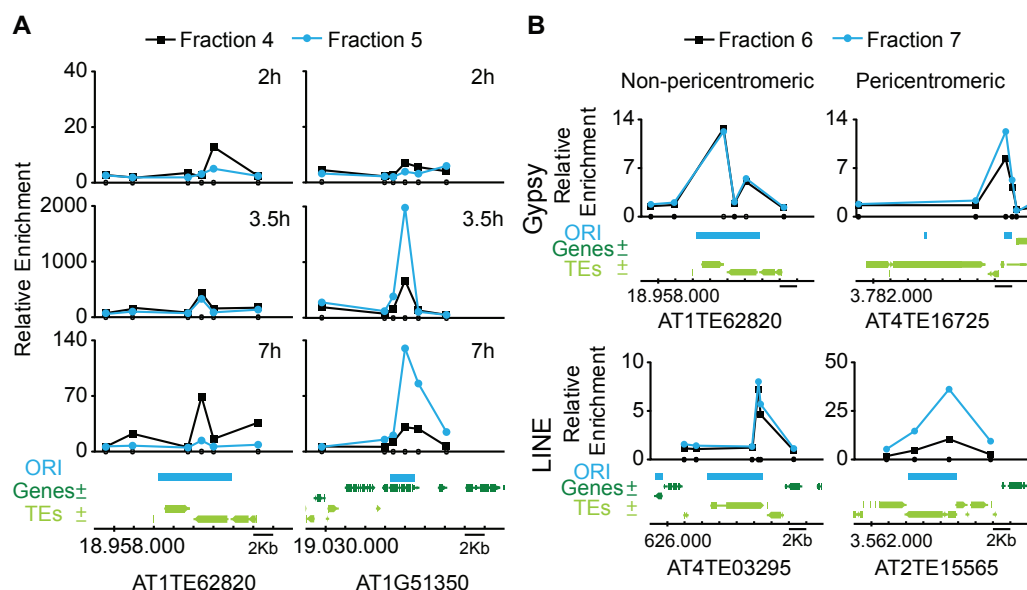 A
Fraction 4
Fraction 5
2h
2h
40
20
0
3.5h
3.5h
2000
1000
0
7h
7h
140
70
0
Relative Enrichment
ORI
Genes ±
TEs ±
18.958.000
2Kb
19.030.000
2Kb
AT1TE62820
AT1G51350
B
Fraction 6
Fraction 7
Non-pericentromeric
Pericentromeric
Gypsy
Relative
Enrichment
14
7
0
14
7
0
ORI
Genes ±
TEs ±
18.958.000
3.782.000
AT1TE62820
AT4TE16725
LINE
Relative
Enrichment
10
5
0
50
25
0
ORI
Genes ±
TEs ±
626.000
2Kb
3.562.000
2Kb
AT4TE03295
AT2TE15565